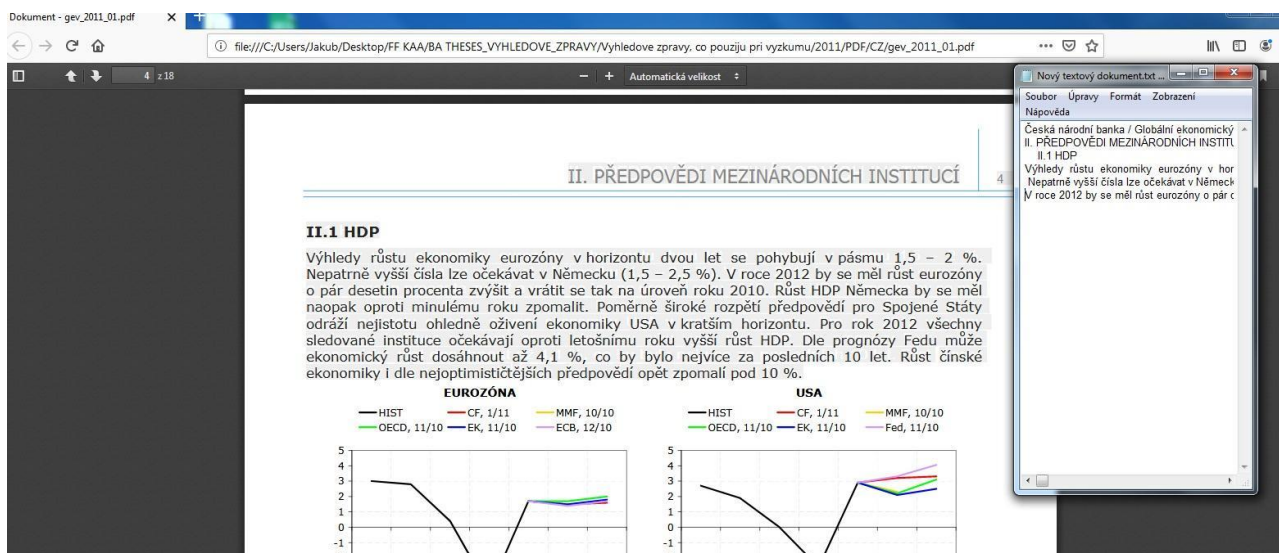 Dokument - gev_2011_01.pdf
file:///C:/Users/Jakub/Desktop/FF KAA/BA THESES_VYHLEDOVE_ZPRAVY/Vyhledove zpravy, co pouziju pri vyzkumu/2011/PDF/CZ/gev_2011_01.pdf
4 z 18
Automatická velikost
II. PŘEDPOVĚDI MEZINÁRODNÍCH INSTITUCÍ 4
II.1 HDP
Výhledy růstu ekonomiky eurozóny v horizontu dvou let se pohybují v pásmu 1,5 – 2 %.
Nepatrně vyšší čísla lze očekávat v Německu (1,5 – 2,5 %). V roce 2012 by se měl růst eurozóny
o pár desetin procenta zvýšit a vrátit se tak na úroveň roku 2010. Růst HDP Německa by se měl
naopak oproti minulému roku zpomalit. Poměrně široké rozpětí předpovědí pro Spojené Státy
odráží nejistotu ohledně oživení ekonomiky USA v kratším horizontu. Pro rok 2012 všechny
sledované instituce očekávají oproti letošnímu roku vyšší růst HDP. Dle prognózy Fedu může
ekonomický růst dosáhnout až 4,1 %, co by bylo nejvíce za posledních 10 let. Růst čínské
ekonomiky i dle nejoptimističtějších předpovědí opět zpomalí pod 10 %.
EUROZÓNA
HIST CF, 1/11 MMF, 10/10
OECD, 11/10 EK, 11/10 ECB, 12/10
5
4
3
2
1
0
-1
USA
HIST CF, 1/11 MMF, 10/10
OECD, 11/10 EK, 11/10 Fed, 11/10
5
4
3
2
1
0
-1
Nový textový dokument.txt ...
Soubor Úpravy Formát Zobrazení
Nápověda
Česká národní banka / Globální ekonomický
II. PŘEDPOVĚDI MEZINÁRODNÍCH INSTITU
II.1 HDP
Výhledy růstu ekonomiky eurozóny v hor
Nepatrně vyšší čísla lze očekávat v Německ
V roce 2012 by se měl růst eurozóny o pár d